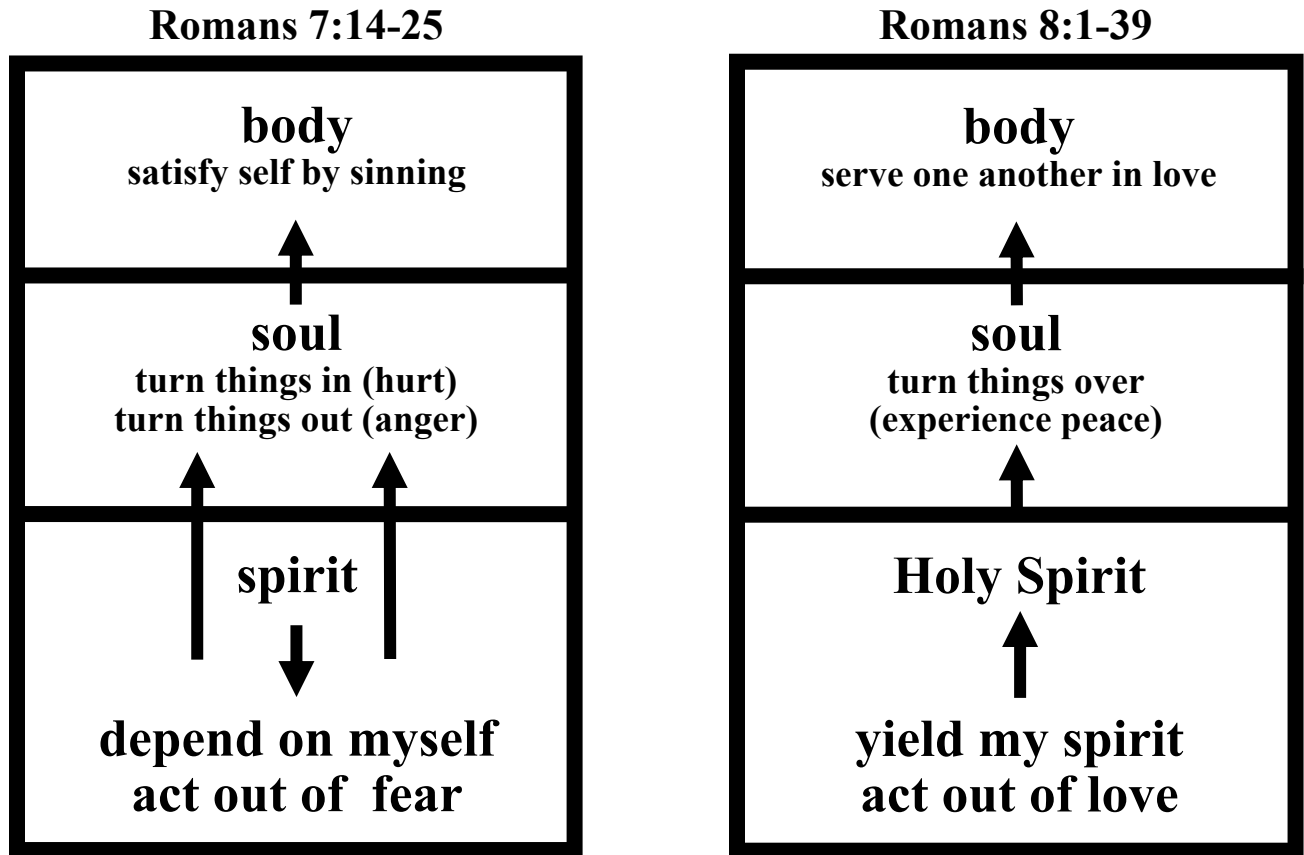 Romans 7:14-25
body
satisfy self by sinning
soul
turn things in (hurt)
turn things out (anger)
spirit
depend on myself
act out of fear
Romans 8:1-39
body
serve one another in love
soul
turn things over
(experience peace)
Holy Spirit
yield my spirit
act out of love